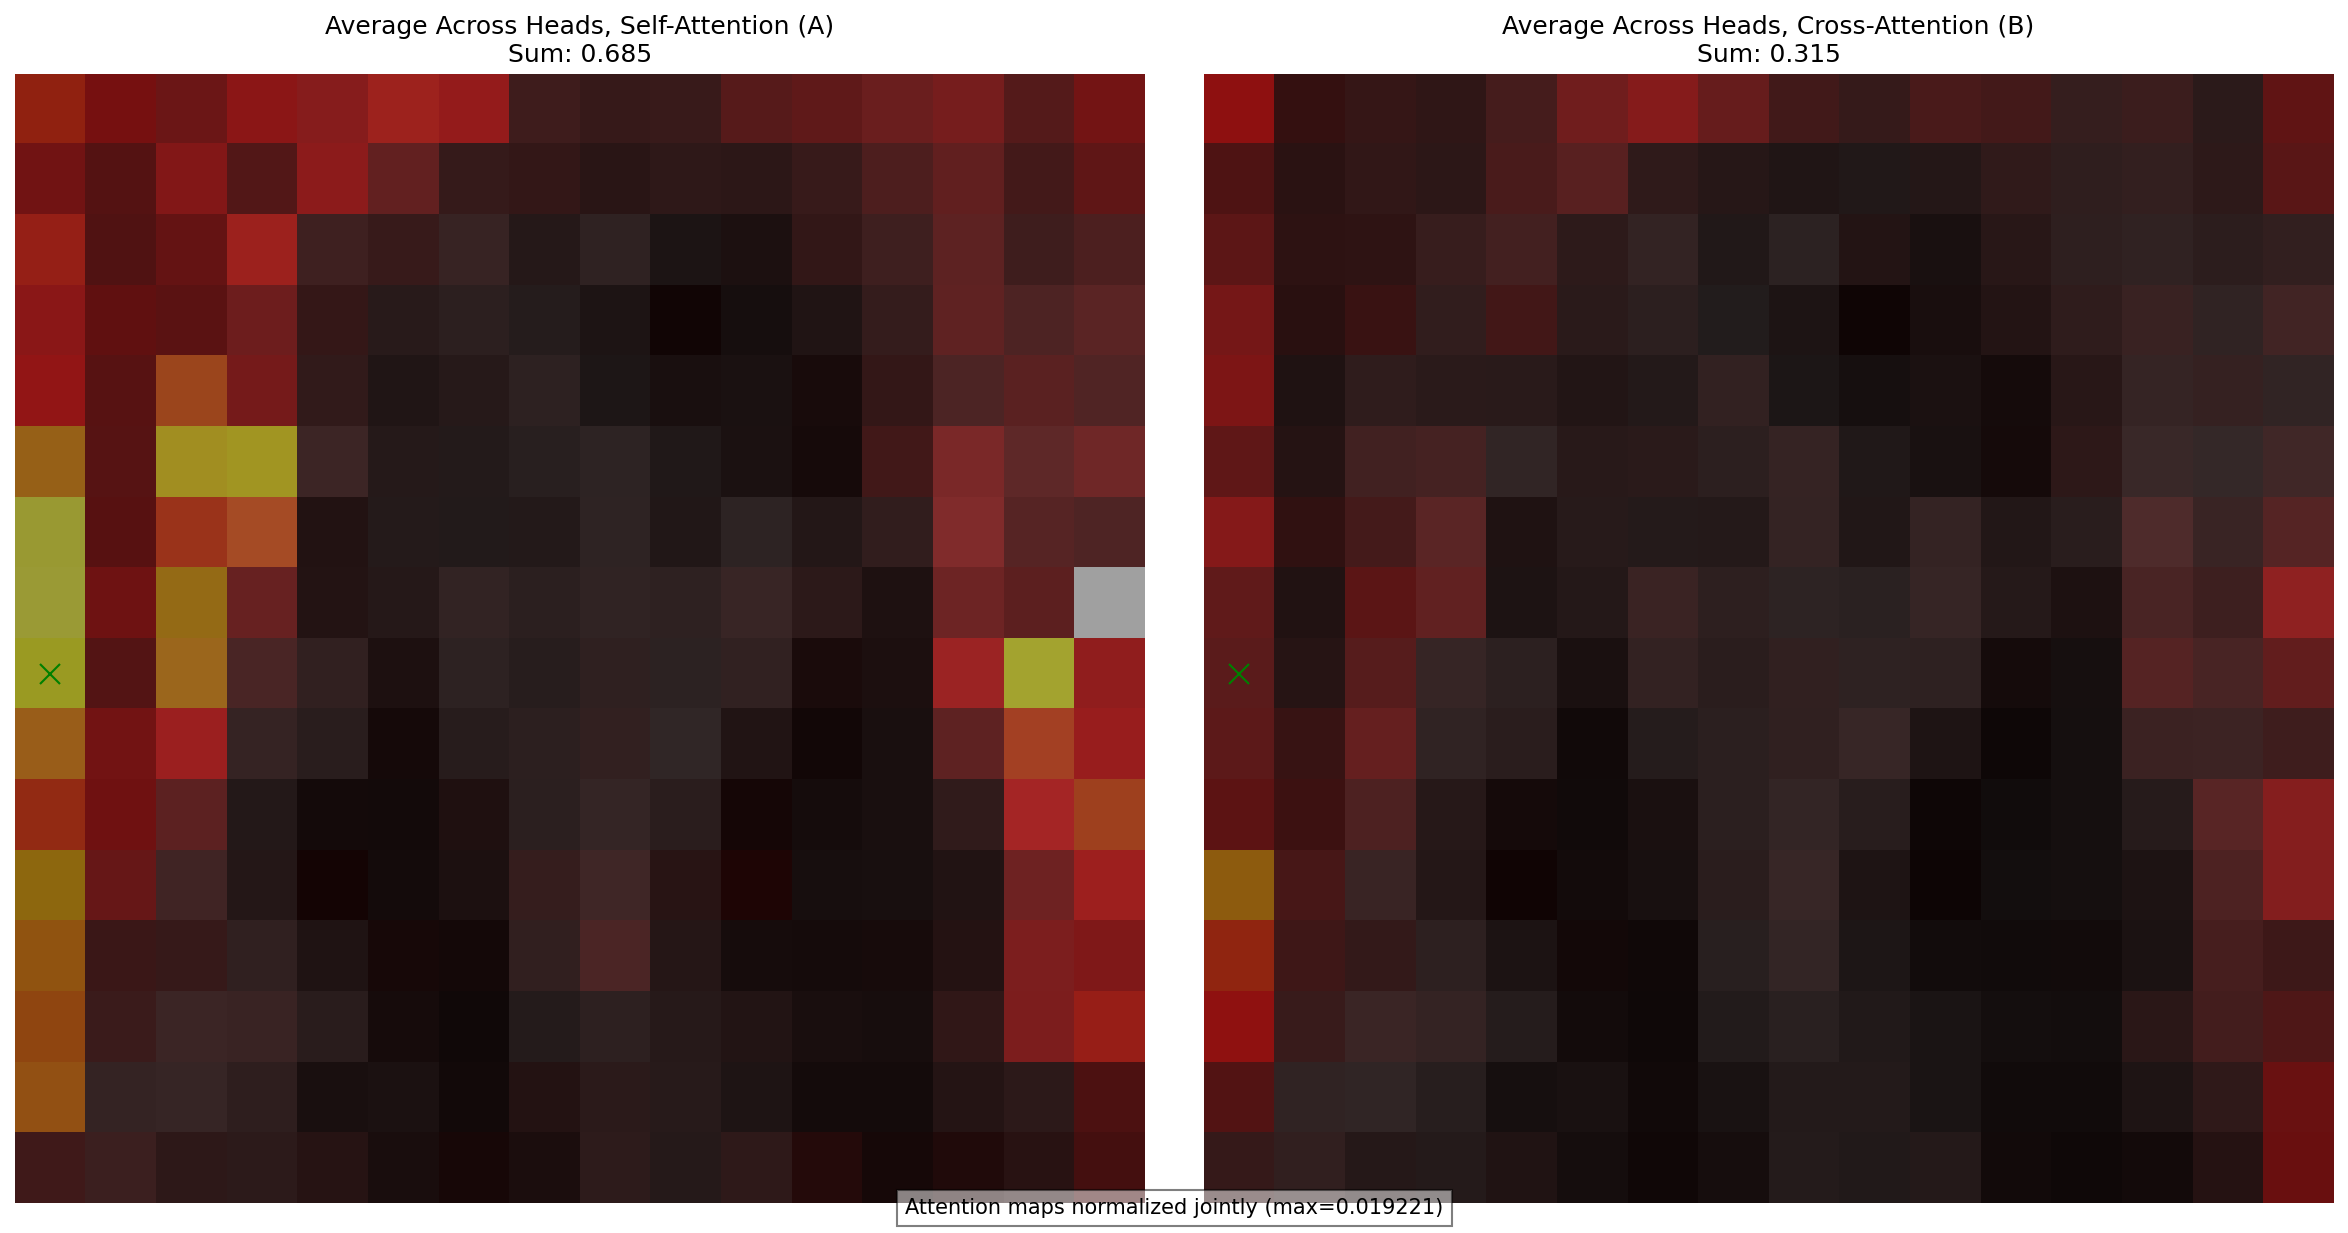 Average Across Heads, Self-Attention (A)
Sum: 0.685
Average Across Heads, Cross-Attention (B)
Sum: 0.315
Attention maps normalized jointly (max=0.019221)